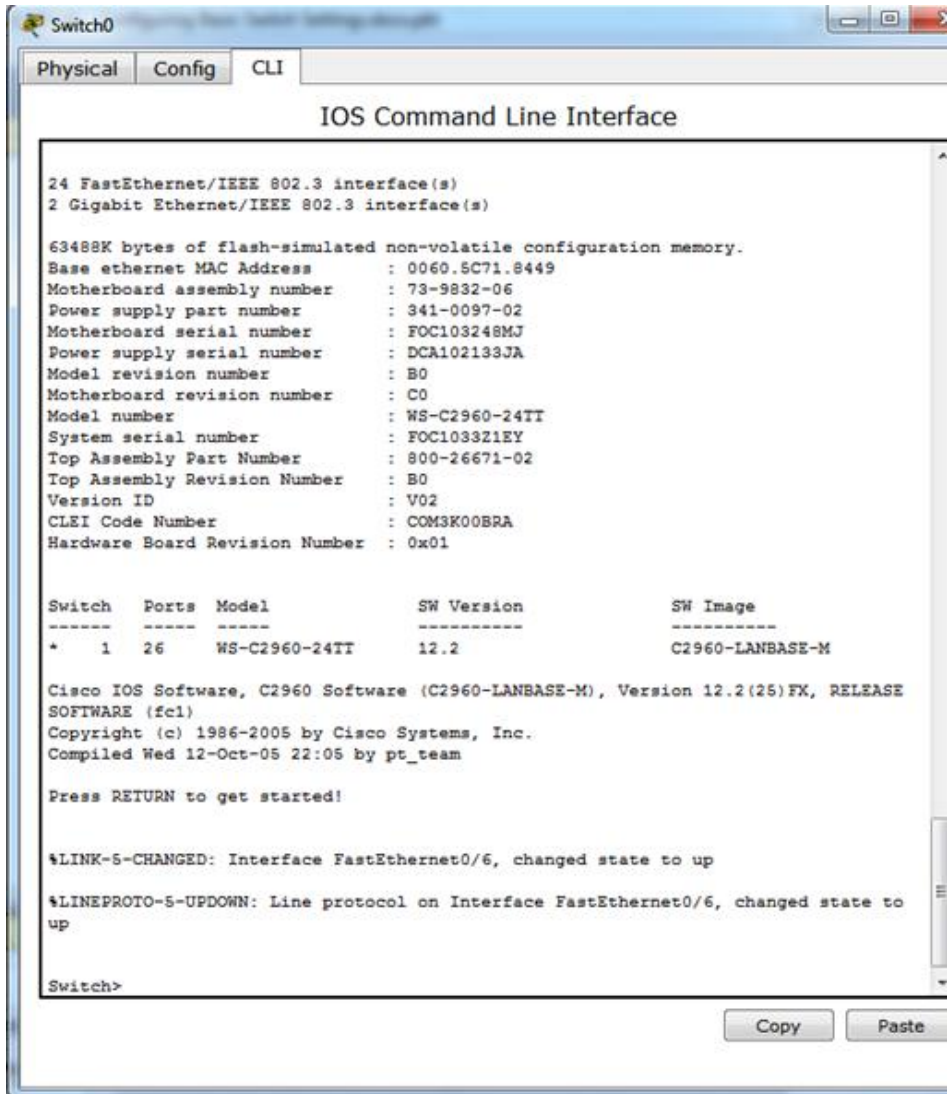 Switch0
Physical Config CLI
IOS Command Line Interface
24 FastEthernet/IEEE 802.3 interface(s)
2 Gigabit Ethernet/IEEE 802.3 interface(s)
63488K bytes of flash-simulated non-volatile configuration memory.
Base ethernet MAC Address : 0060.5C71.8449
Motherboard assembly number : 73-9832-06
Power supply part number : 341-0097-02
Motherboard serial number : FOC103248MJ
Power supply serial number : DCA102133JA
Model revision number : B0
Motherboard revision number : C0
Model number : WS-C2960-24TT
System serial number : FOC1033Z1EY
Top Assembly Part Number : 800-26671-02
Top Assembly Revision Number : B0
Version ID : V02
CLEI Code Number : COM3K00BRA
Hardware Board Revision Number : 0x01
Switch Ports Model SW Version SW Image
------ ----- ----- ---------- ----------
* 1 26 WS-C2960-24TT 12.2 C2960-LANBASE-M
Cisco IOS Software, C2960 Software (C2960-LANBASE-M), Version 12.2(25)FX, RELEASE
SOFTWARE (fc1)
Copyright (c) 1986-2005 by Cisco Systems, Inc.
Compiled Wed 12-Oct-05 22:05 by pt_team
Press RETURN to get started!
%LINK-5-CHANGED: Interface FastEthernet0/6, changed state to up
%LINEPROTO-5-UPDOWN: Line protocol on Interface FastEthernet0/6, changed state to
up
Switch>
Copy Paste